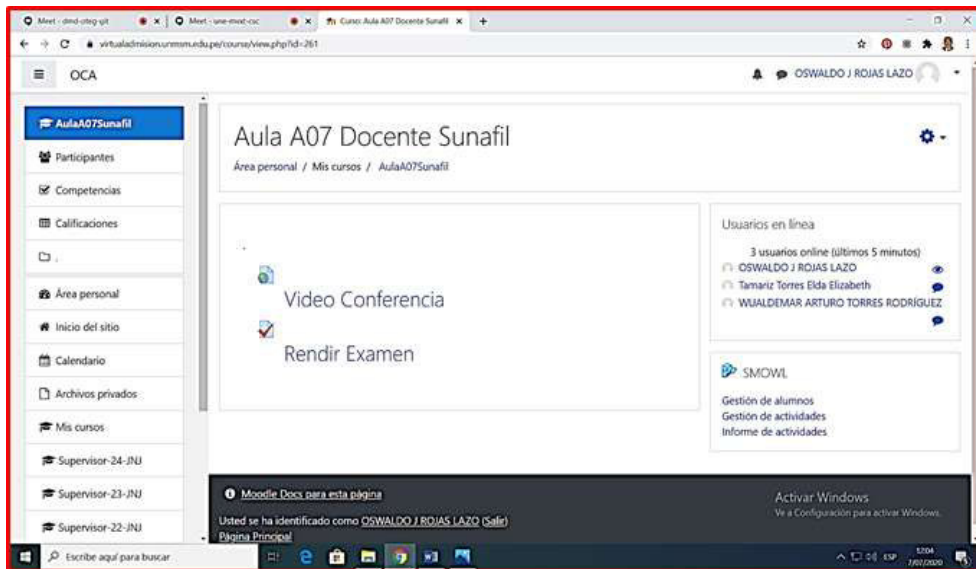 Meet - dmd-oteg-yit
Meet - une-mxxt-csc
Curso: Aula A07 Docente Sunafil
virtualadmision.unmsm.edu.pe/course/view.php?id=261
OCA
OSWALDO J ROJAS LAZO
AulaA07Sunafil
Participantes
Competencias
Calificaciones
.
Área personal
Inicio del sitio
Calendario
Archivos privados
Mis cursos
Supervisor-24-JNJ
Supervisor-23-JNJ
Supervisor-22-JNJ
Aula A07 Docente Sunafil
Área personal / Mis cursos / AulaA07Sunafil
.
Video Conferencia
Rendir Examen
Usuarios en línea
3 usuarios online (últimos 5 minutos)
OSWALDO J ROJAS LAZO
Tamariz Torres Elda Elizabeth
WUALDEMAR ARTURO TORRES RODRÍGUEZ
SMOWL
Gestión de alumnos
Gestión de actividades
Informe de actividades
Moodle Docs para esta página
Usted se ha identificado como OSWALDO J ROJAS LAZO (Salir)
Página Principal
Activar Windows
Ve a Configuración para activar Windows.
Escribe aquí para buscar
ESP
12:04
7/07/2020